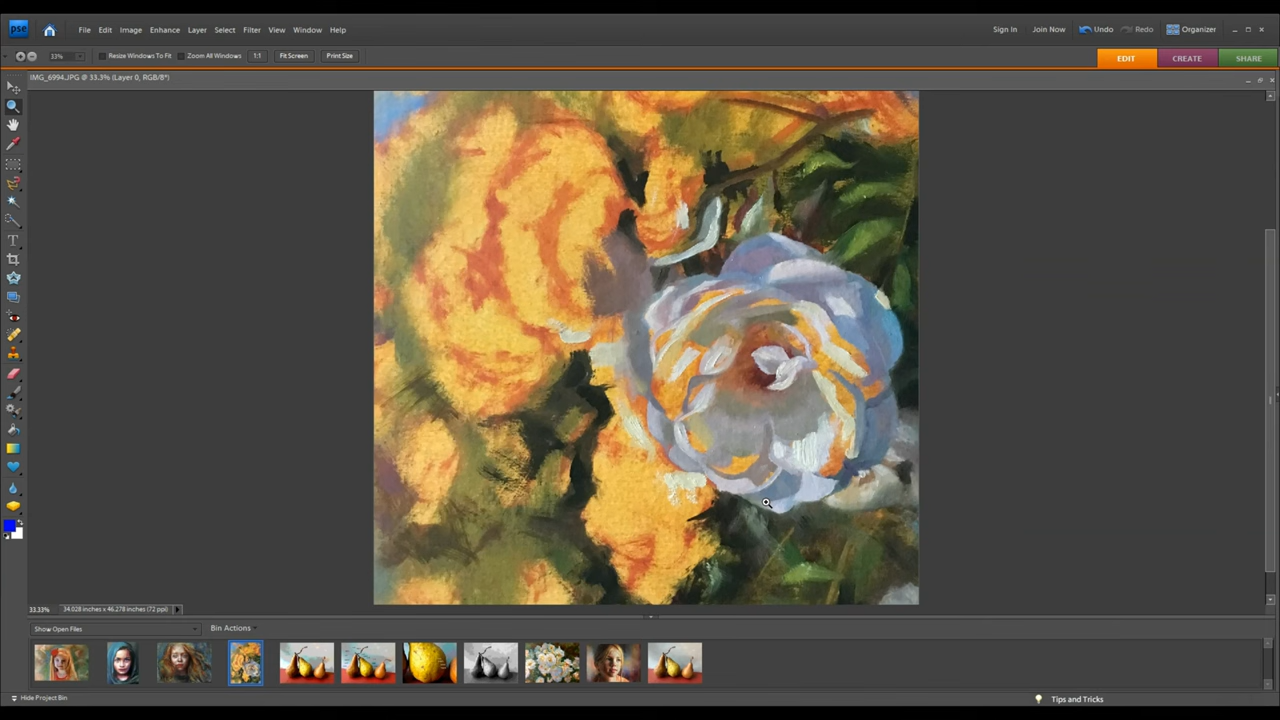 pse File Edit Image Enhance Layer Select Filter View Window Help Sign In Join Now Undo Redo Organizer
33% Resize Windows To Fit Zoom All Windows 1:1 Fit Screen Print Size EDIT CREATE SHARE
IMG_6994.JPG @ 33.3% (Layer 0, RGB/8*)
T
33.33% 34.028 inches x 46.278 inches (72 ppi)
Show Open Files Bin Actions
Hide Project Bin Tips and Tricks